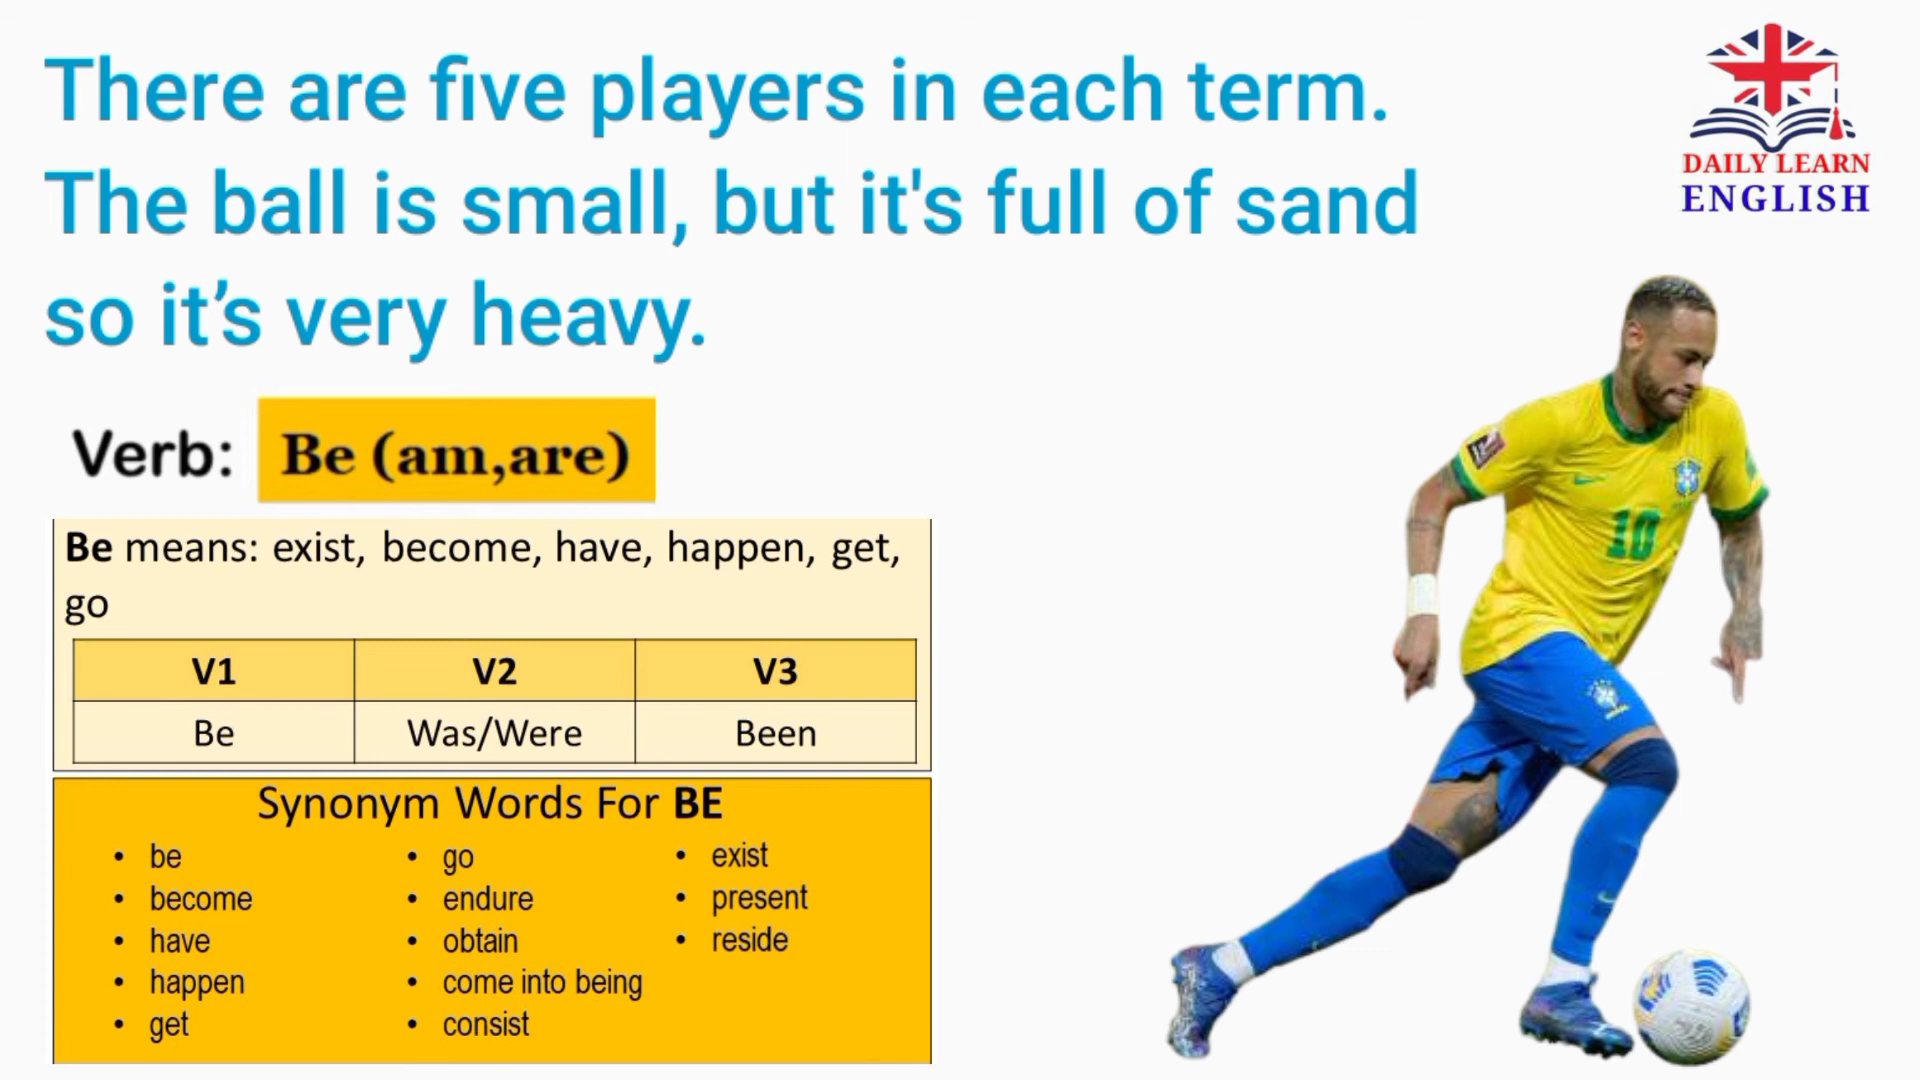 There are five players in each term.
The ball is small, but it's full of sand
so it’s very heavy.
DAILY LEARN
ENGLISH
Verb: Be (am,are)
Be means: exist, become, have, happen, get,
go
V1 V2 V3
Be Was/Were Been
Synonym Words For BE
• be
• become
• have
• happen
• get
• go
• endure
• obtain
• come into being
• consist
• exist
• present
• reside
10